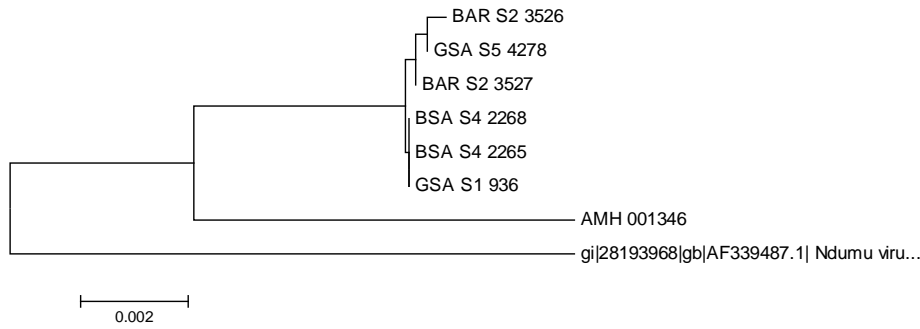 BAR S2 3526
GSA S5 4278
BAR S2 3527
BSA S4 2268
BSA S4 2265
GSA S1 936
AMH 001346
gi|28193968|gb|AF339487.1| Ndumu viru...
0.002